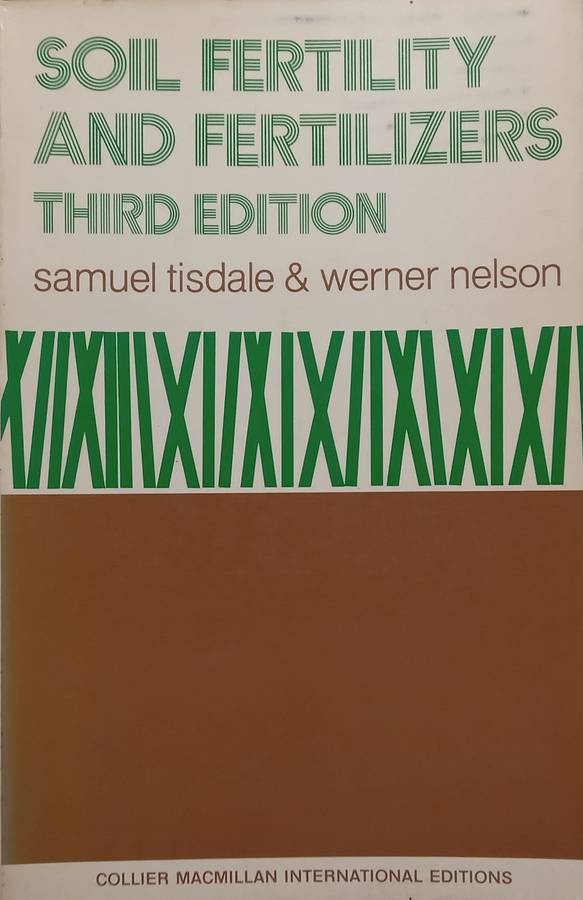 SOIL FERTILITY
AND FERTILIZERS
THIRD EDITION
samuel tisdale & werner nelson
COLLIER MACMILLAN INTERNATIONAL EDITIONS